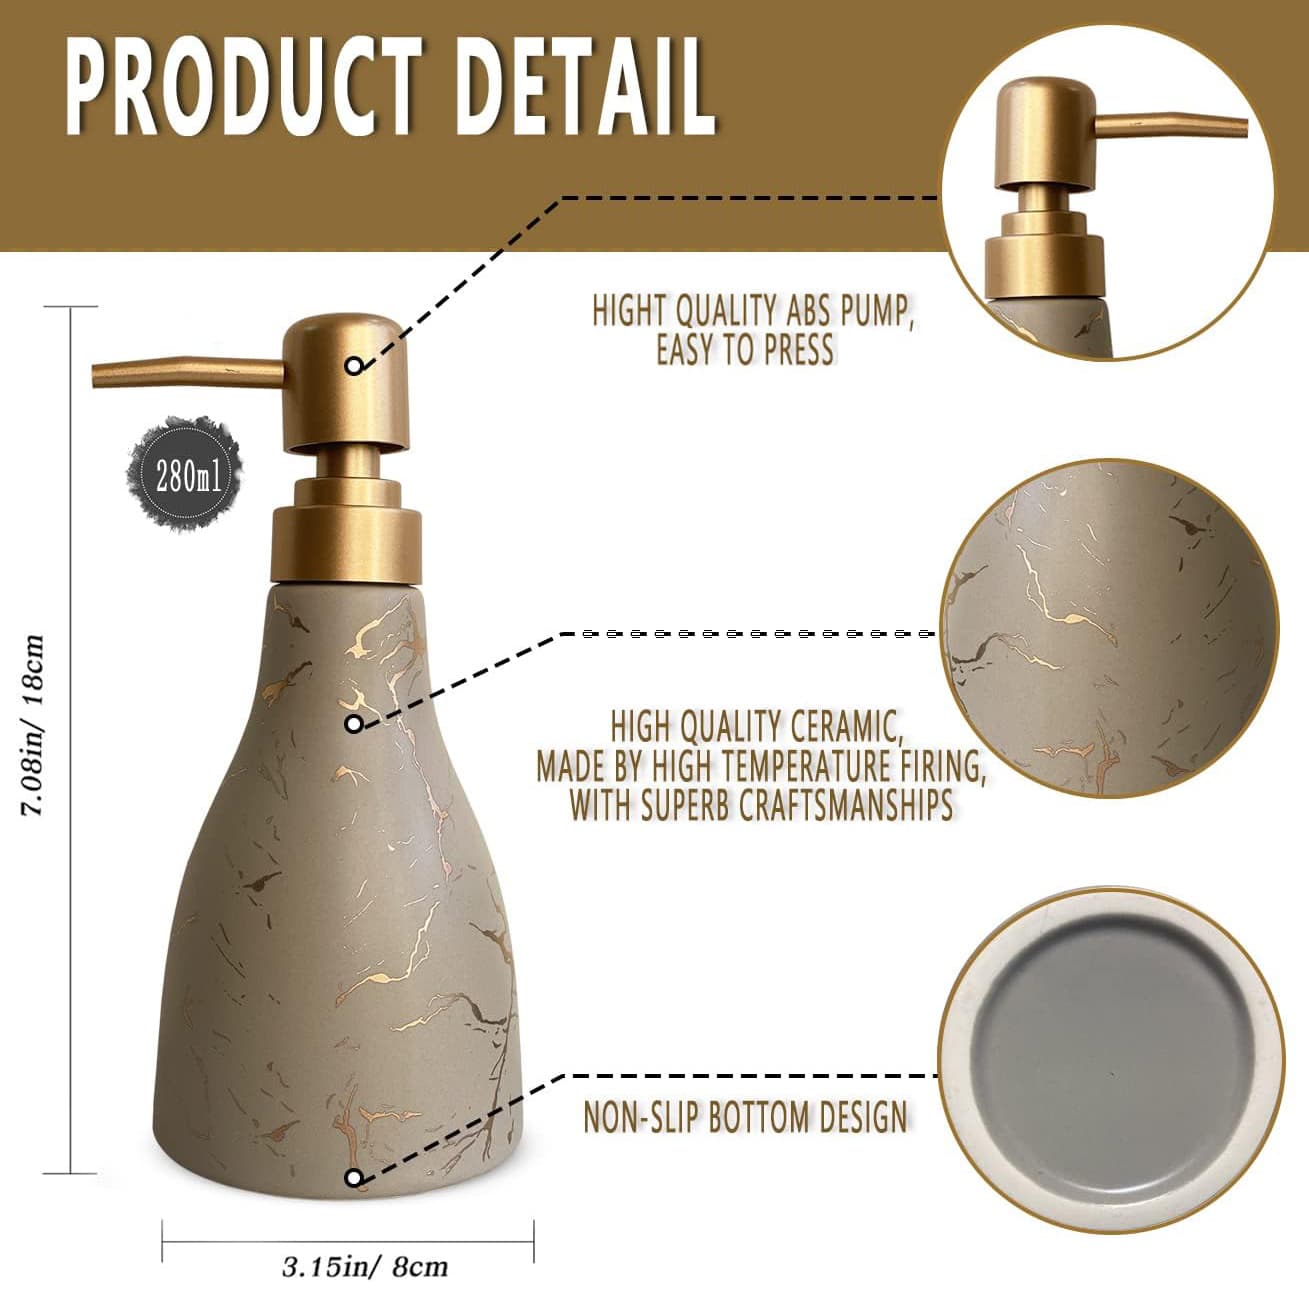 PRODUCT DETAIL
HIGHT QUALITY ABS PUMP,
EASY TO PRESS
280ml
7.08in/ 18cm
HIGH QUALITY CERAMIC,
MADE BY HIGH TEMPERATURE FIRING,
WITH SUPERB CRAFTSMANSHIPS
NON-SLIP BOTTOM DESIGN
3.15in/ 8cm